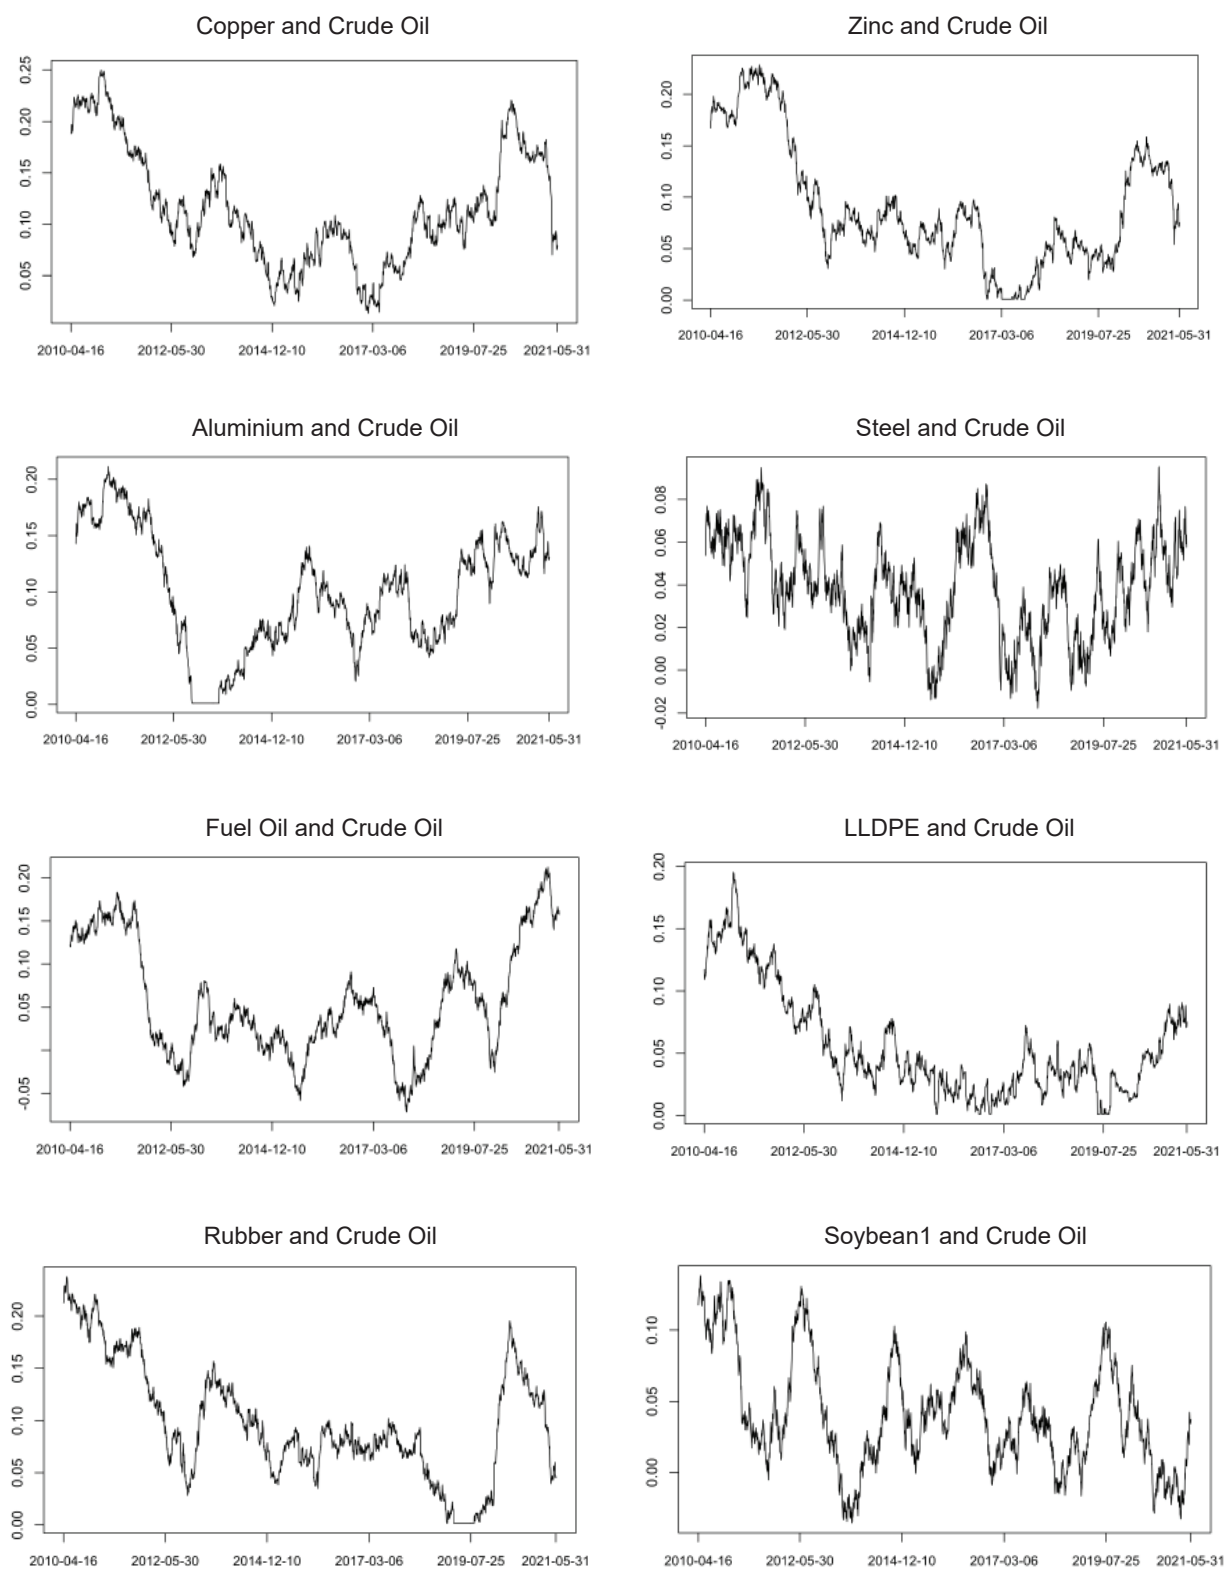 Copper and Crude Oil
0.25
0.20
0.15
0.10
0.05
2010-04-16 2012-05-30 2014-12-10 2017-03-06 2019-07-25 2021-05-31
Zinc and Crude Oil
0.20
0.15
0.10
0.05
0.00
2010-04-16 2012-05-30 2014-12-10 2017-03-06 2019-07-25 2021-05-31
Aluminium and Crude Oil
0.20
0.15
0.10
0.05
0.00
2010-04-16 2012-05-30 2014-12-10 2017-03-06 2019-07-25 2021-05-31
Steel and Crude Oil
0.08
0.06
0.04
0.02
0.00
-0.02
2010-04-16 2012-05-30 2014-12-10 2017-03-06 2019-07-25 2021-05-31
Fuel Oil and Crude Oil
0.20
0.15
0.10
0.05
-0.05
2010-04-16 2012-05-30 2014-12-10 2017-03-06 2019-07-25 2021-05-31
LLDPE and Crude Oil
0.20
0.15
0.10
0.05
0.00
2010-04-16 2012-05-30 2014-12-10 2017-03-06 2019-07-25 2021-05-31
Rubber and Crude Oil
0.20
0.15
0.10
0.05
0.00
2010-04-16 2012-05-30 2014-12-10 2017-03-06 2019-07-25 2021-05-31
Soybean1 and Crude Oil
0.10
0.05
0.00
2010-04-16 2012-05-30 2014-12-10 2017-03-06 2019-07-25 2021-05-31